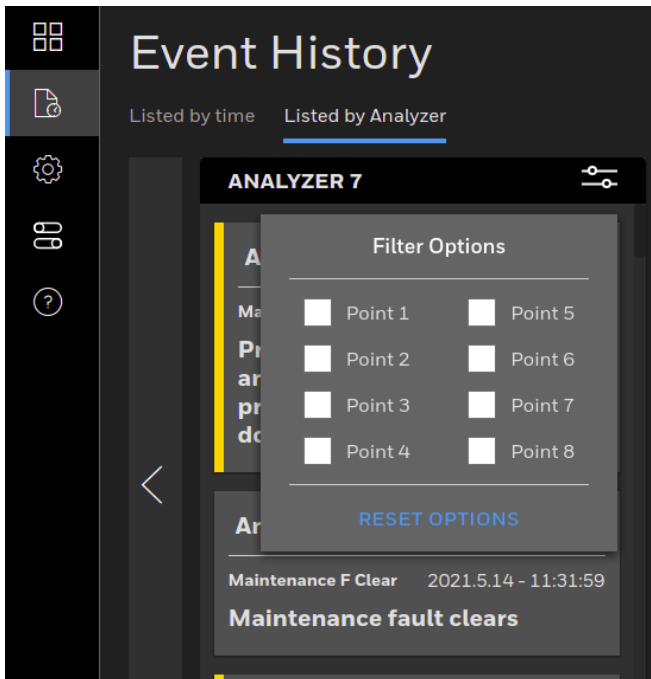 Event History
Listed by time Listed by Analyzer
ANALYZER 7
Filter Options
Point 1 Point 5
Point 2 Point 6
Point 3 Point 7
Point 4 Point 8
RESET OPTIONS
Maintenance F Clear 2021.5.14 - 11:31:59
Maintenance fault clears